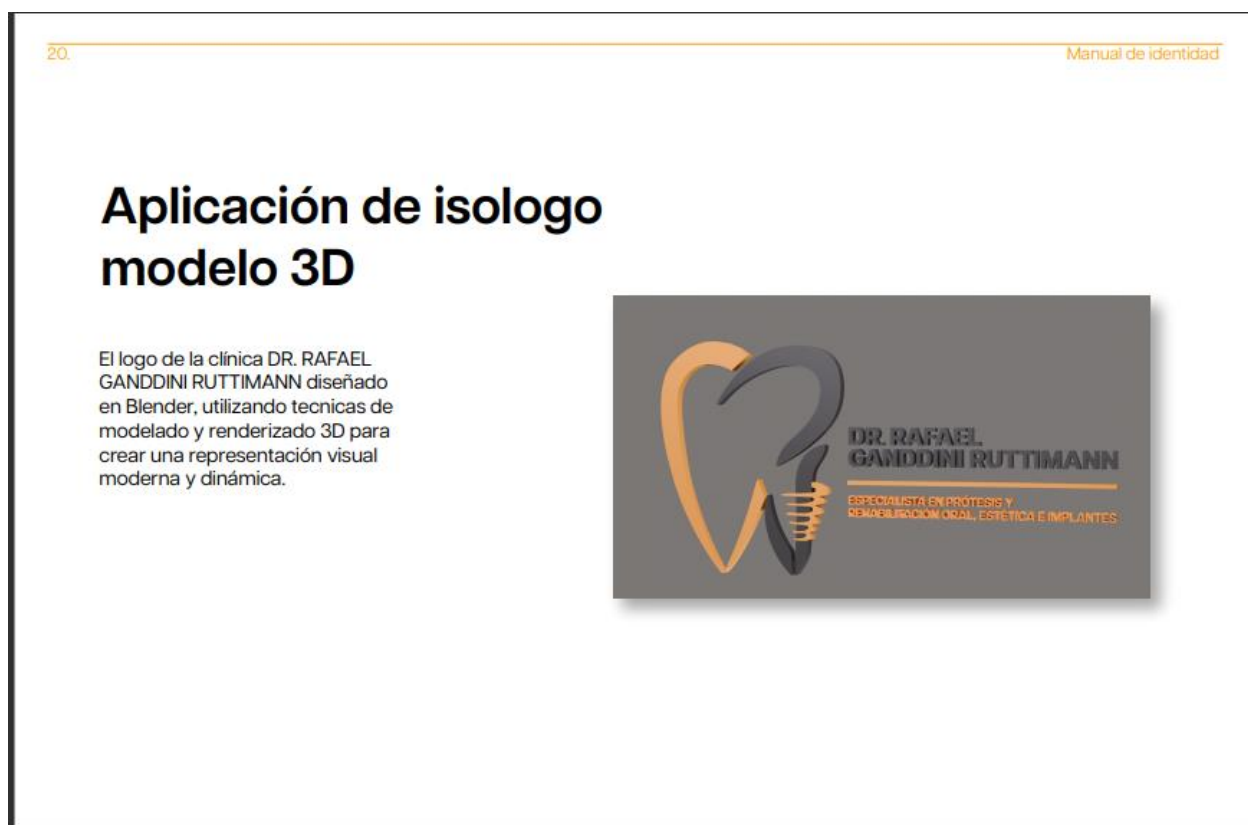 20.
Manual de identidad
Aplicación de isologo
modelo 3D
El logo de la clínica DR. RAFAEL
GANDDINI RUTTIMANN diseñado
en Blender, utilizando tecnicas de
modelado y renderizado 3D para
crear una representación visual
moderna y dinámica.
DR. RAFAEL
GANDDINI RUTTIMANN
ESPECIALISTA EN PRÓTESIS Y
REHABILITACIÓN ORAL, ESTÉTICA E IMPLANTES